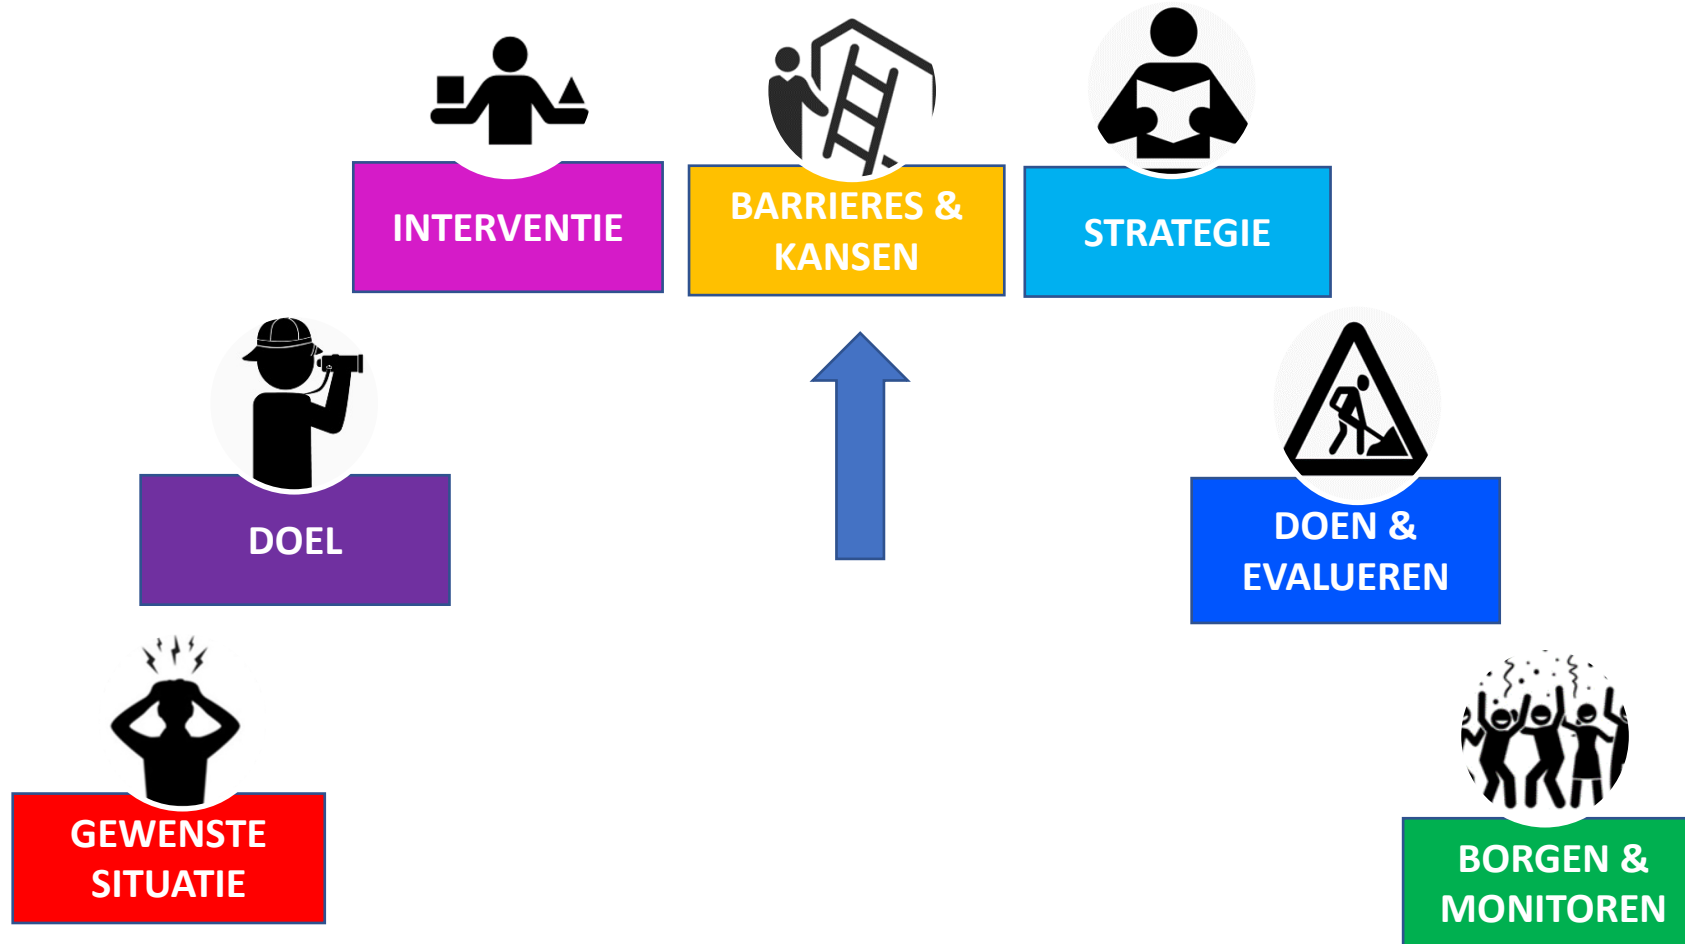 INTERVENTIE
BARRIERES &
KANSEN
STRATEGIE
DOEL
DOEN &
EVALUEREN
GEWENSTE
SITUATIE
BORGEN &
MONITOREN